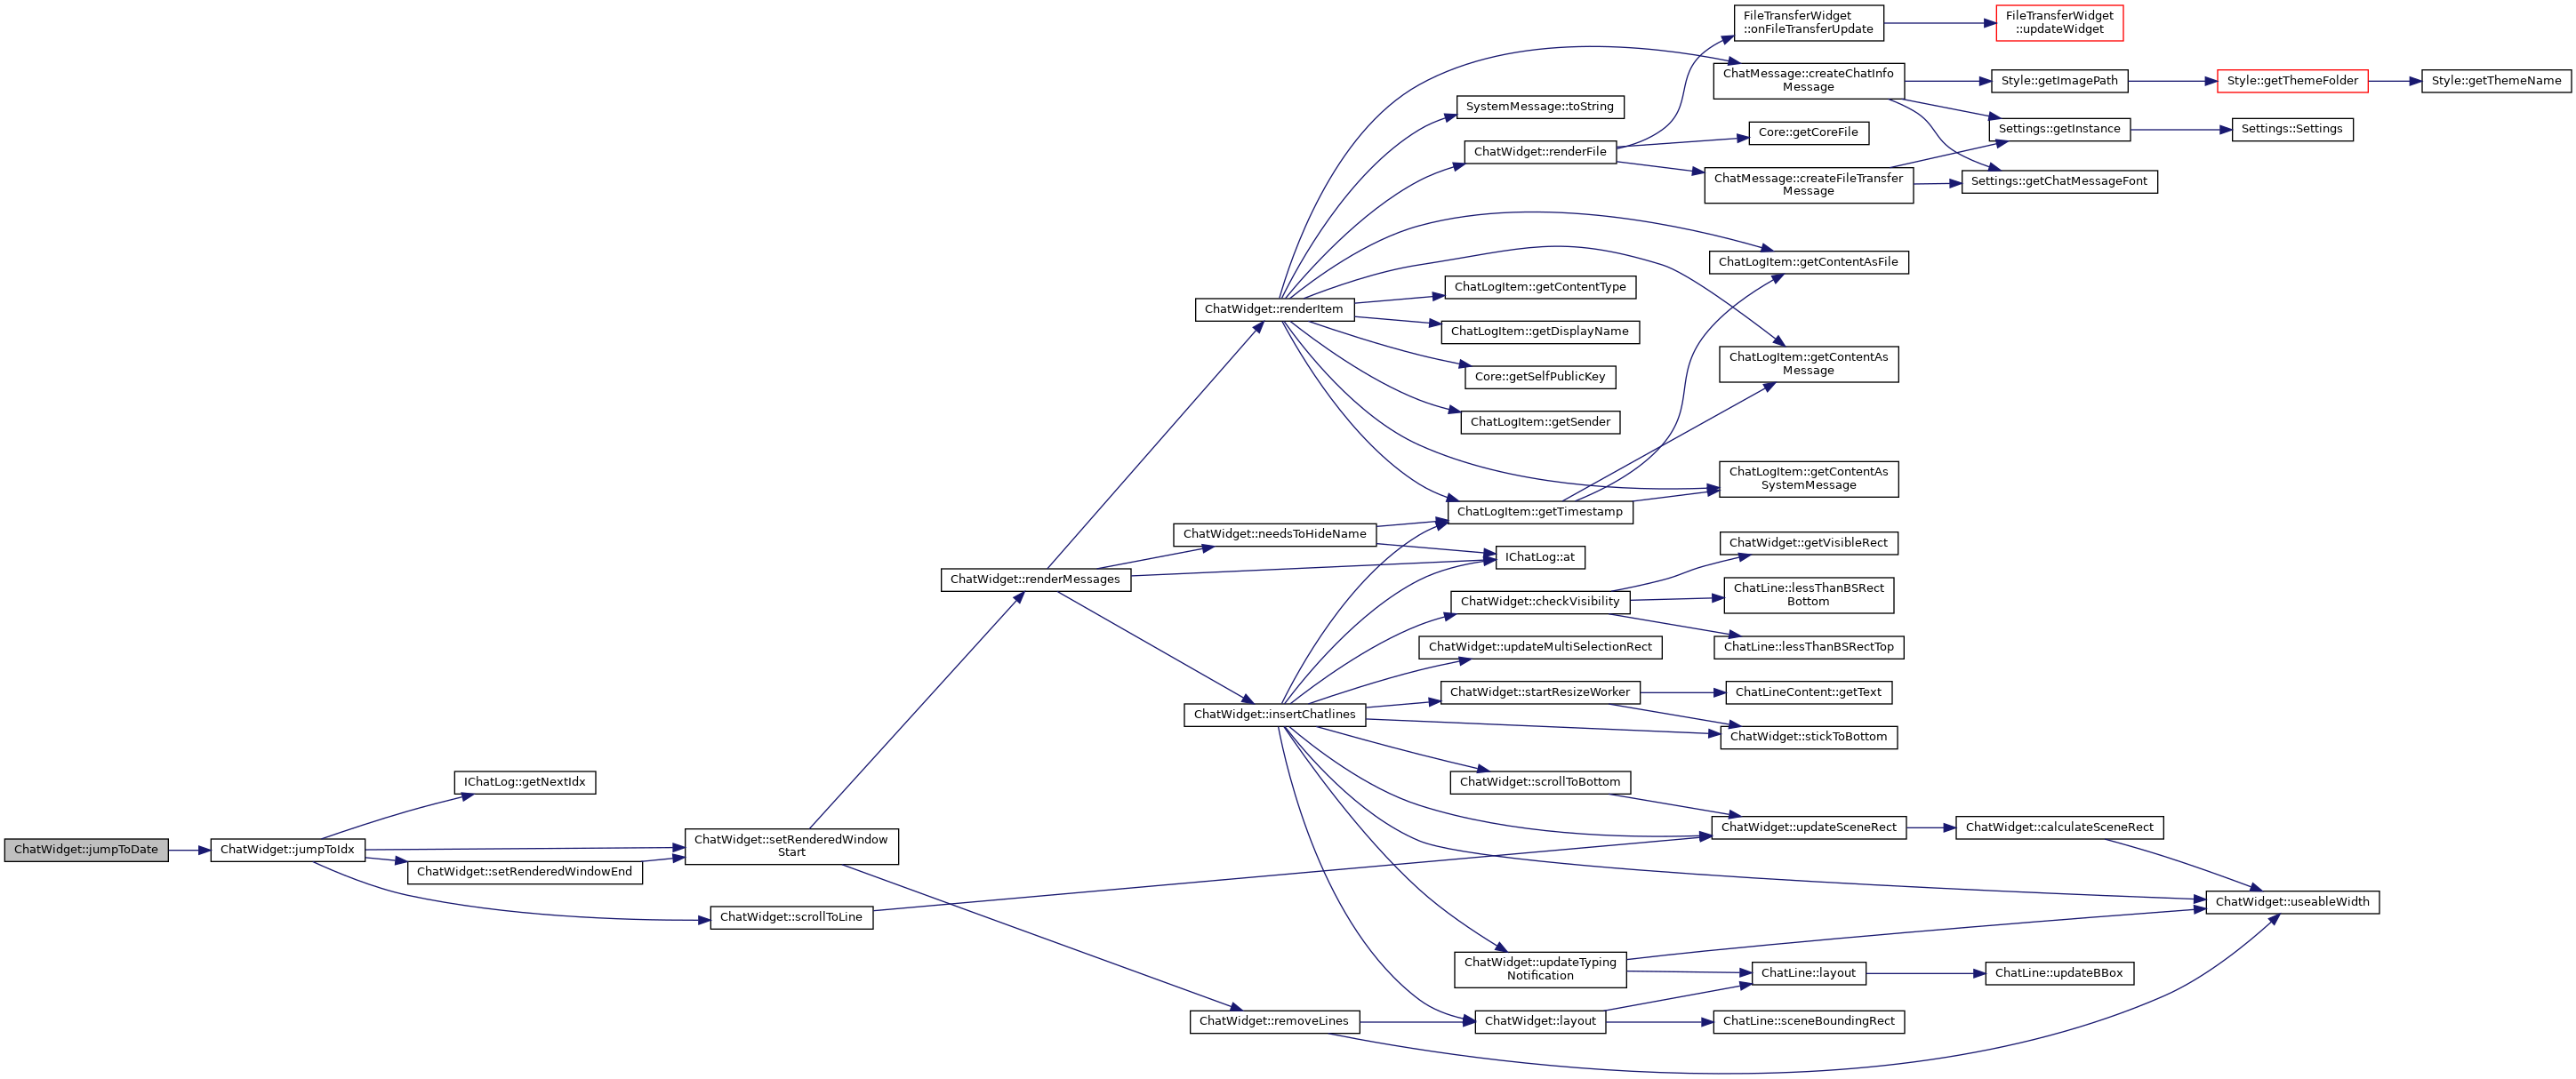 FileTransferWidget
::onFileTransferUpdate
FileTransferWidget
::updateWidget
ChatMessage::createChatInfo
Message
Style::getImagePath
Style::getThemeFolder
Style::getThemeName
SystemMessage::toString
Core::getCoreFile
Settings::getInstance
Settings::Settings
ChatWidget::renderFile
ChatMessage::createFileTransfer
Message
Settings::getChatMessageFont
ChatLogItem::getContentAsFile
ChatLogItem::getContentType
ChatWidget::renderItem
ChatLogItem::getDisplayName
ChatLogItem::getContentAs
Message
Core::getSelfPublicKey
ChatLogItem::getSender
ChatLogItem::getContentAs
SystemMessage
ChatLogItem::getTimestamp
ChatWidget::needsToHideName
ChatWidget::getVisibleRect
IChatLog::at
ChatWidget::renderMessages
ChatLine::lessThanBSRect
Bottom
ChatWidget::checkVisibility
ChatWidget::updateMultiSelectionRect
ChatLine::lessThanBSRectTop
ChatWidget::startResizeWorker
ChatLineContent::getText
ChatWidget::insertChatlines
ChatWidget::stickToBottom
IChatLog::getNextIdx
ChatWidget::scrollToBottom
ChatWidget::updateSceneRect
ChatWidget::calculateSceneRect
ChatWidget::jumpToDate
ChatWidget::jumpToIdx
ChatWidget::setRenderedWindow
Start
ChatWidget::setRenderedWindowEnd
ChatWidget::useableWidth
ChatWidget::scrollToLine
ChatWidget::updateTyping
Notification
ChatLine::layout
ChatLine::updateBBox
ChatWidget::removeLines
ChatWidget::layout
ChatLine::sceneBoundingRect